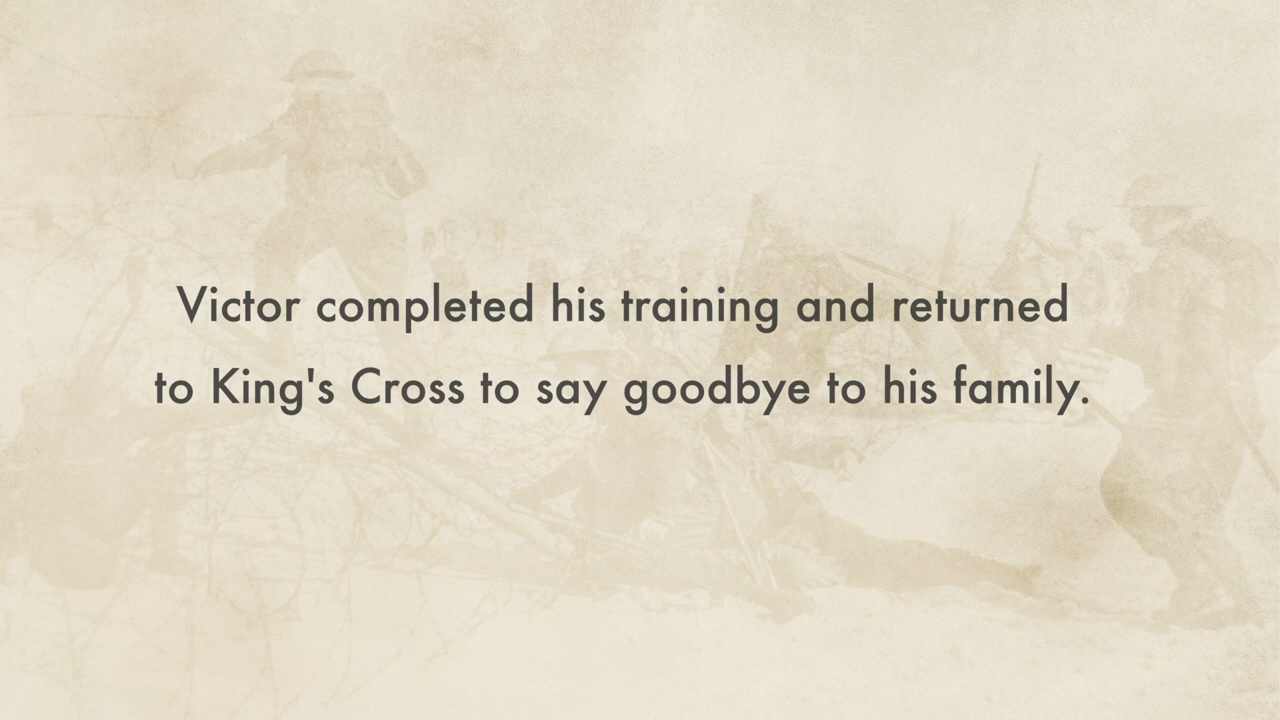 Victor completed his training and returned
to King's Cross to say goodbye to his family.